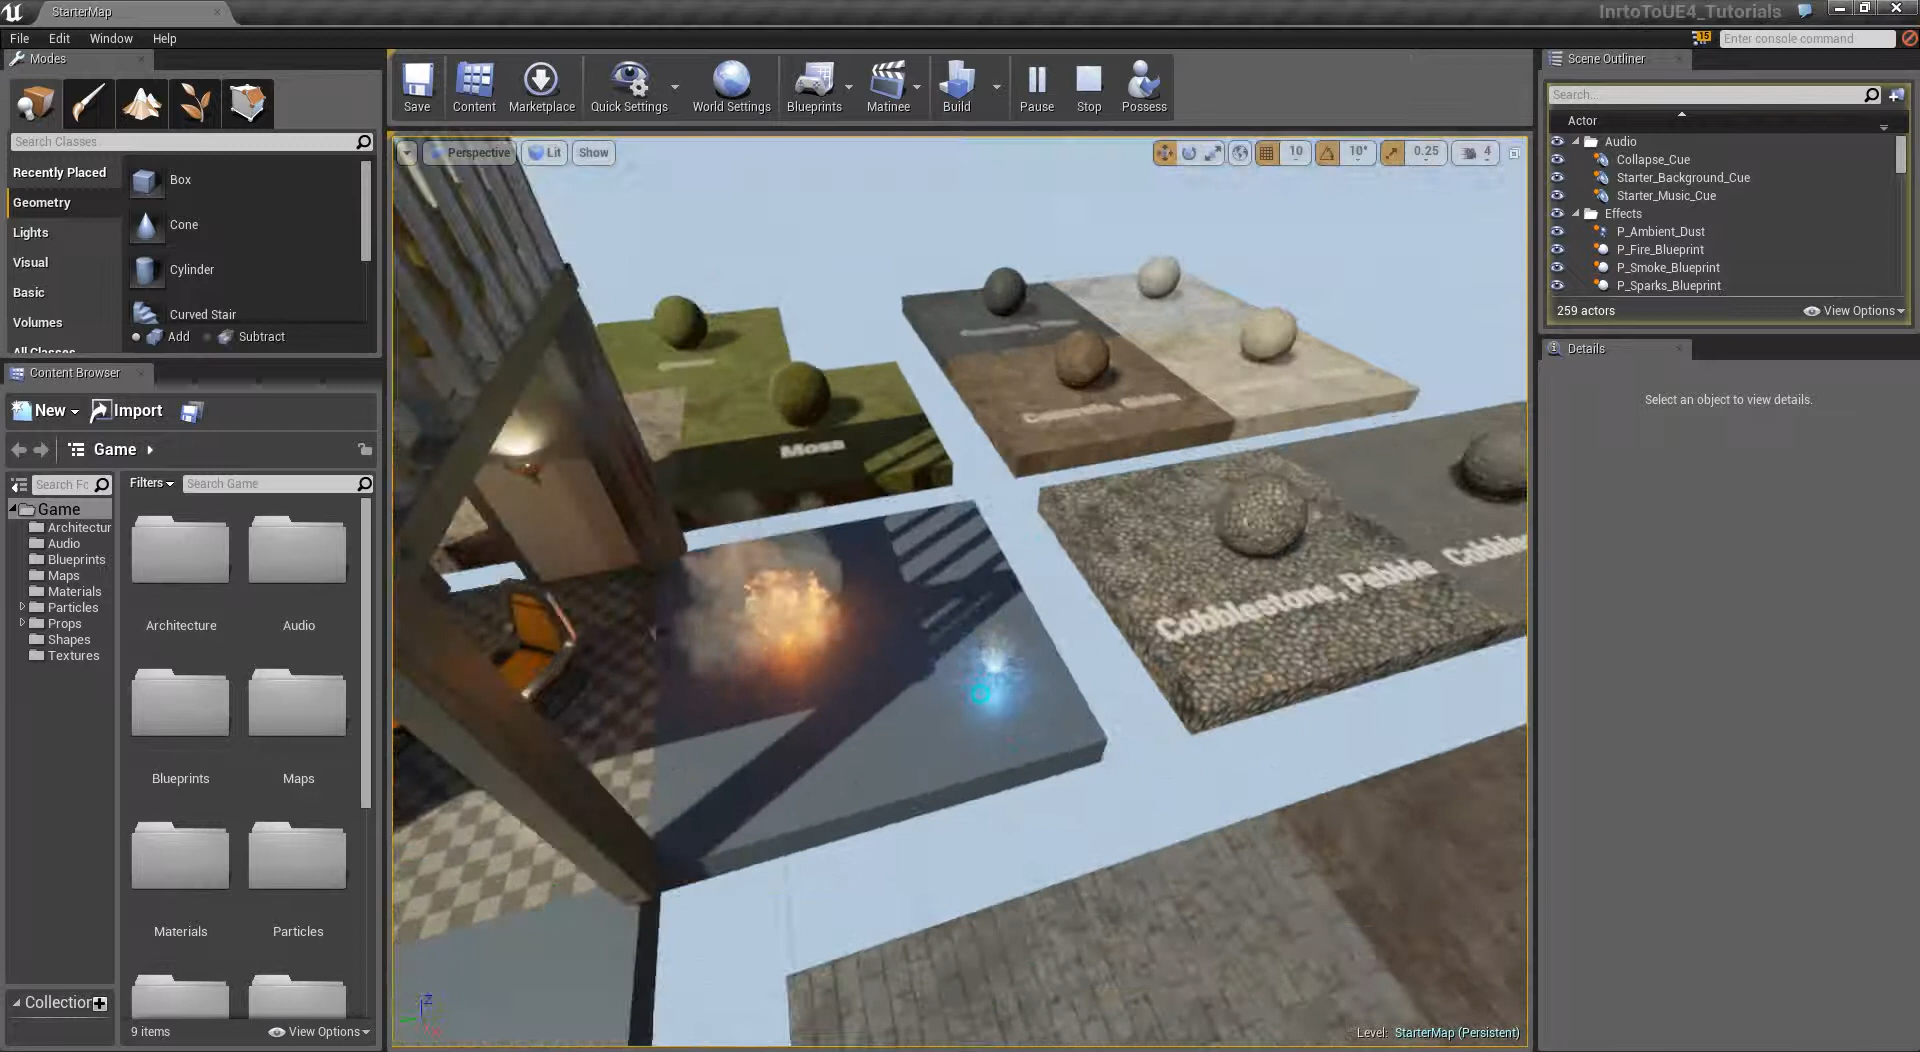 StarterMap
InrtoToUE4_Tutorials
File Edit Window Help
15
Enter console command
Modes
Search Classes
Recently Placed
Geometry
Lights
Visual
Basic
Volumes
All Classes
Box
Cone
Cylinder
Curved Stair
Add Subtract
Save
Content
Marketplace
Quick Settings
World Settings
Blueprints
Matinee
Build
Pause
Stop
Possess
Perspective Lit Show
10 10° 0.25 4
Moss
Cobblestone, Pebble
Level: StarterMap (Persistent)
Content Browser
New Import
Game
Search Fc
Filters Search Game
Game
Architectur
Audio
Blueprints
Maps
Materials
Particles
Props
Shapes
Textures
Architecture Audio
Blueprints Maps
Materials Particles
Collection
9 items View Options
Scene Outliner
Search...
Actor
Audio
Collapse_Cue
Starter_Background_Cue
Starter_Music_Cue
Effects
P_Ambient_Dust
P_Fire_Blueprint
P_Smoke_Blueprint
P_Sparks_Blueprint
259 actors View Options
Details
Select an object to view details.